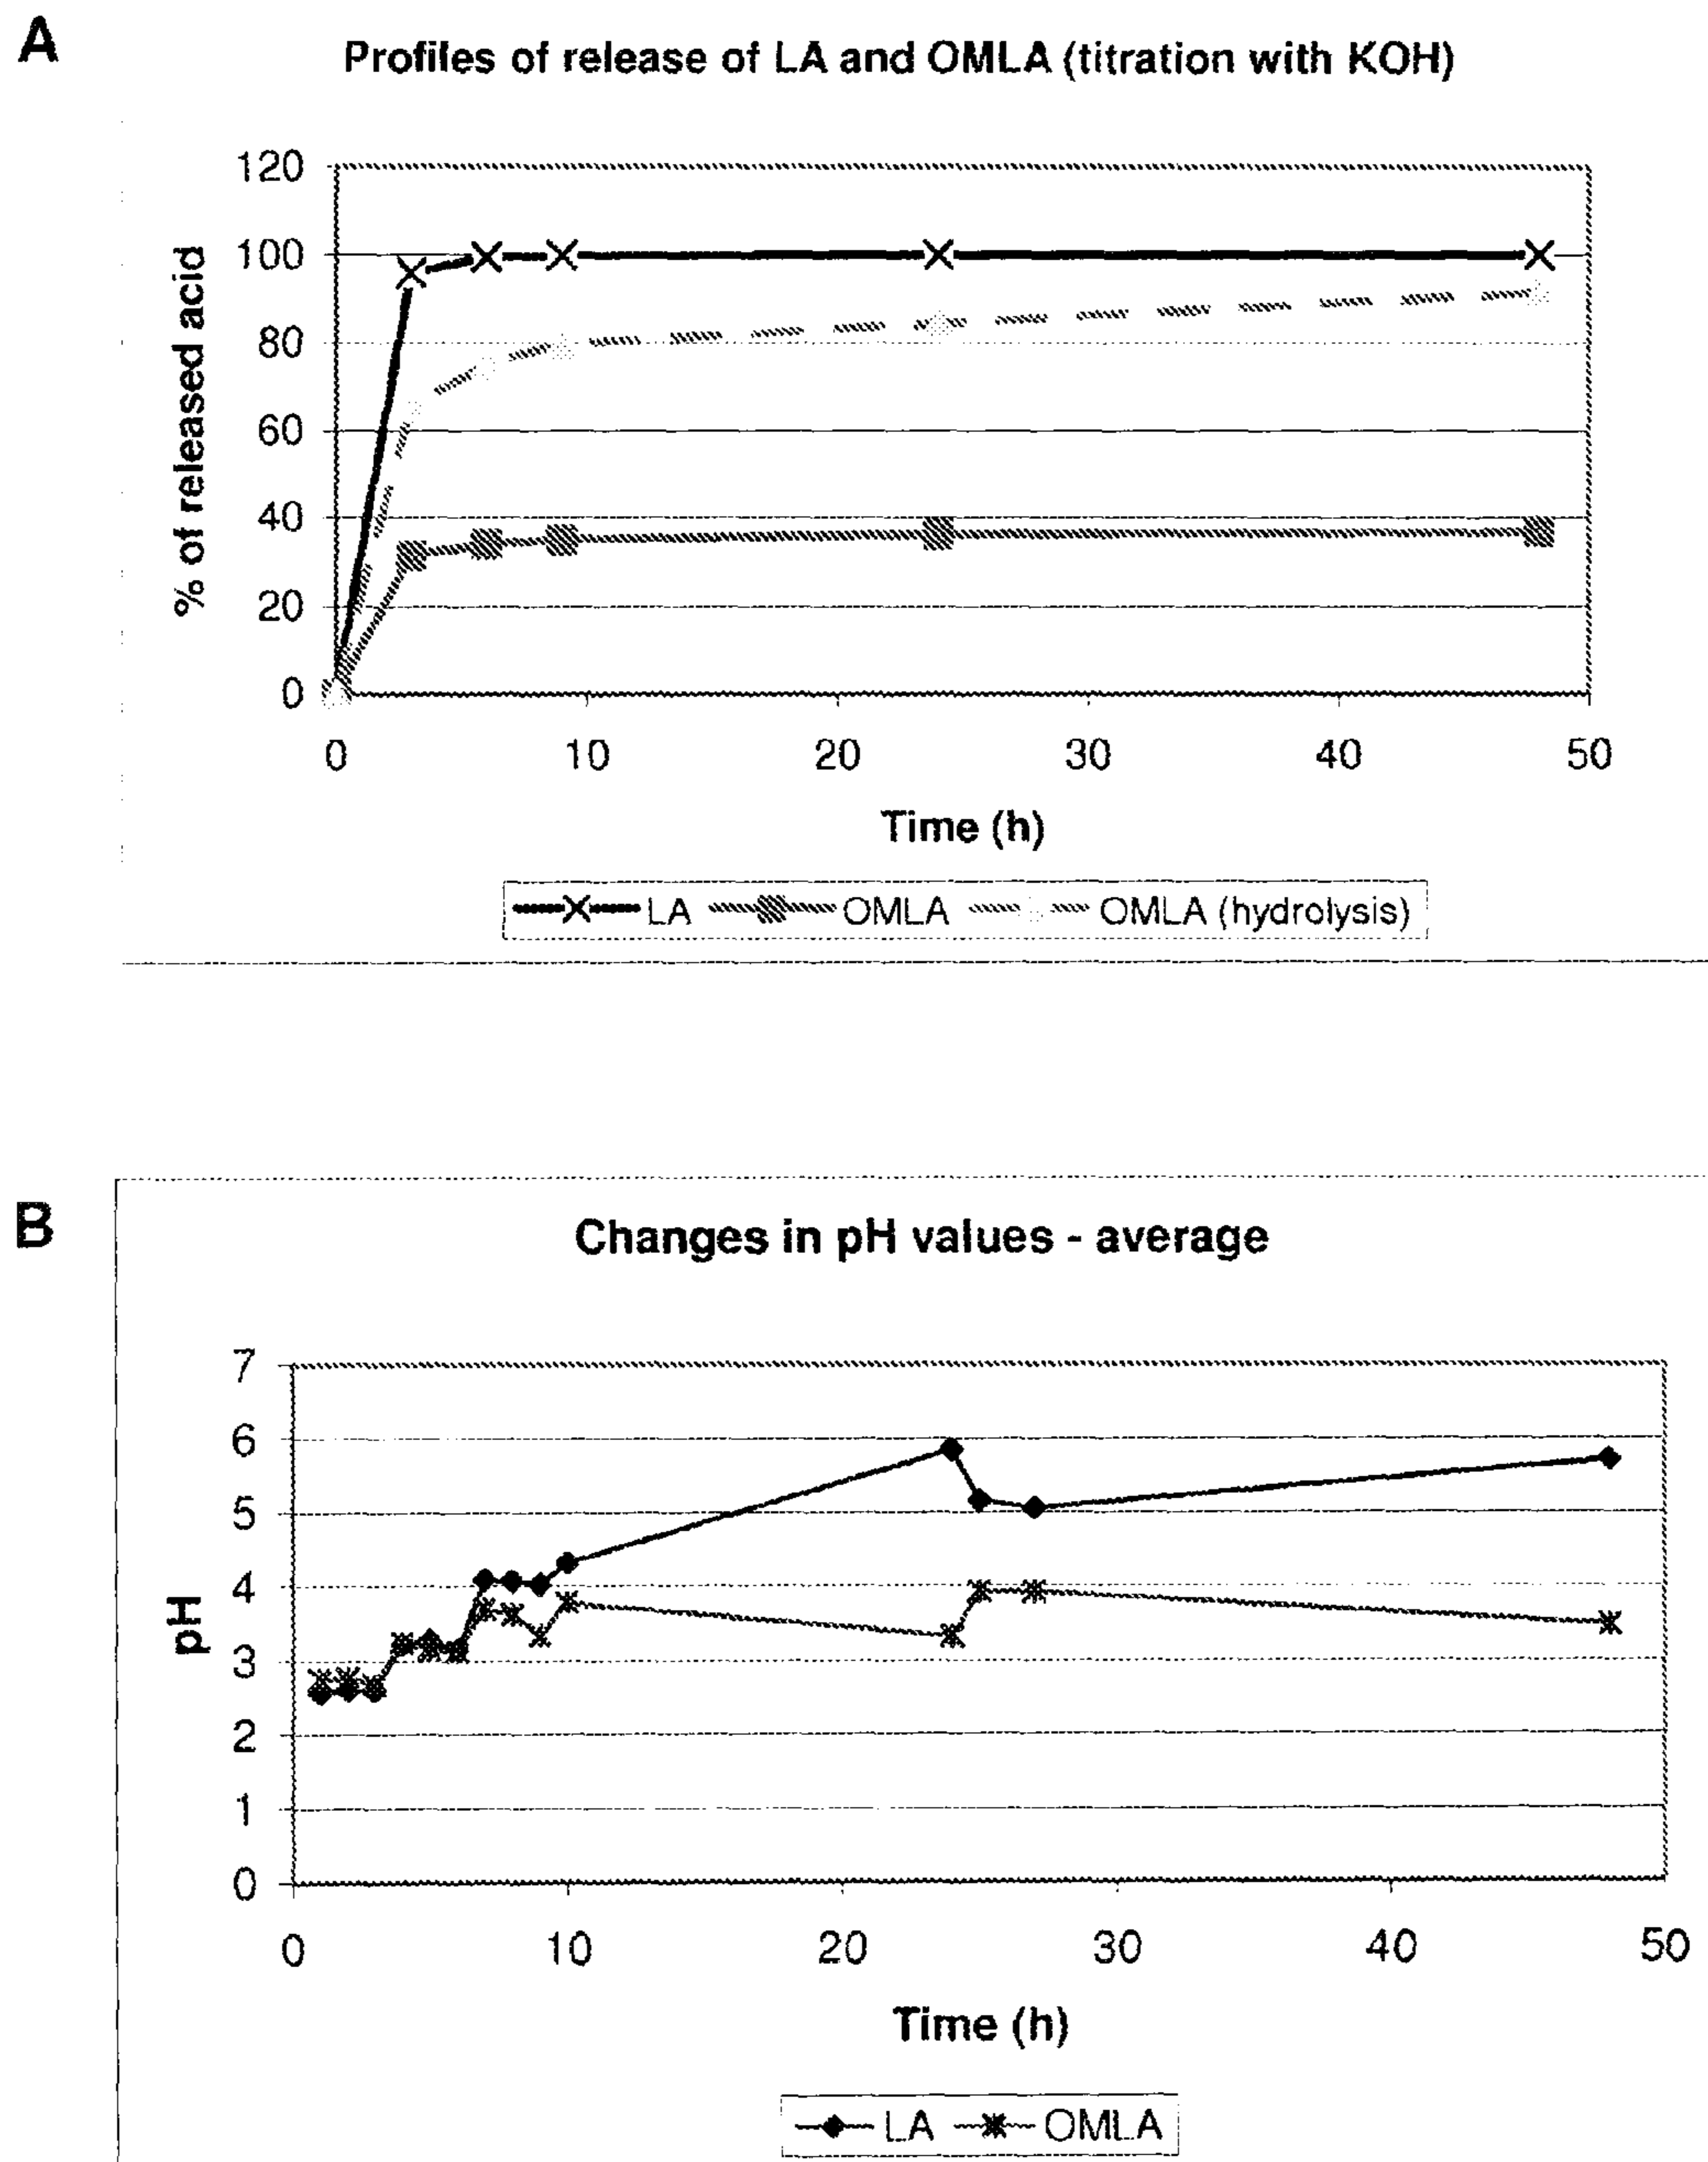 A
Profiles of release of LA and OMLA (titration with KOH)
120
100
80
60
40
20
0
% of released acid
0 10 20 30 40 50
Time (h)
LA OMLA OMLA (hydrolysis)
B
Changes in pH values - average
7
6
5
4
3
2
1
0
pH
0 10 20 30 40 50
Time (h)
LA OMLA